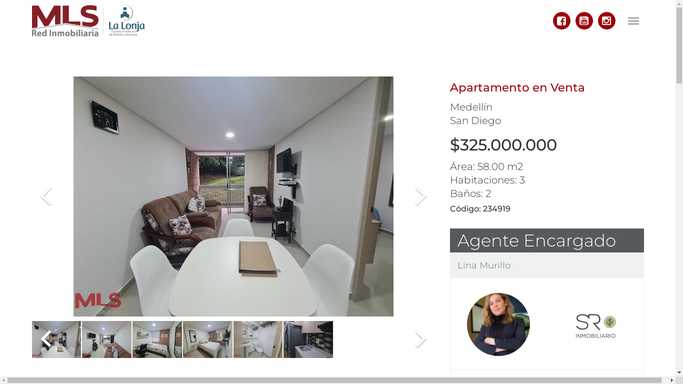 MLS
Red Inmobiliaria
La Lonja
Apartamento en Venta
Medellín
San Diego
$325.000.000
Área: 58.00 m2
Habitaciones: 3
Baños: 2
Código: 234919
Agente Encargado
Lina Murillo
MLS
SR
INMOBILIARIO